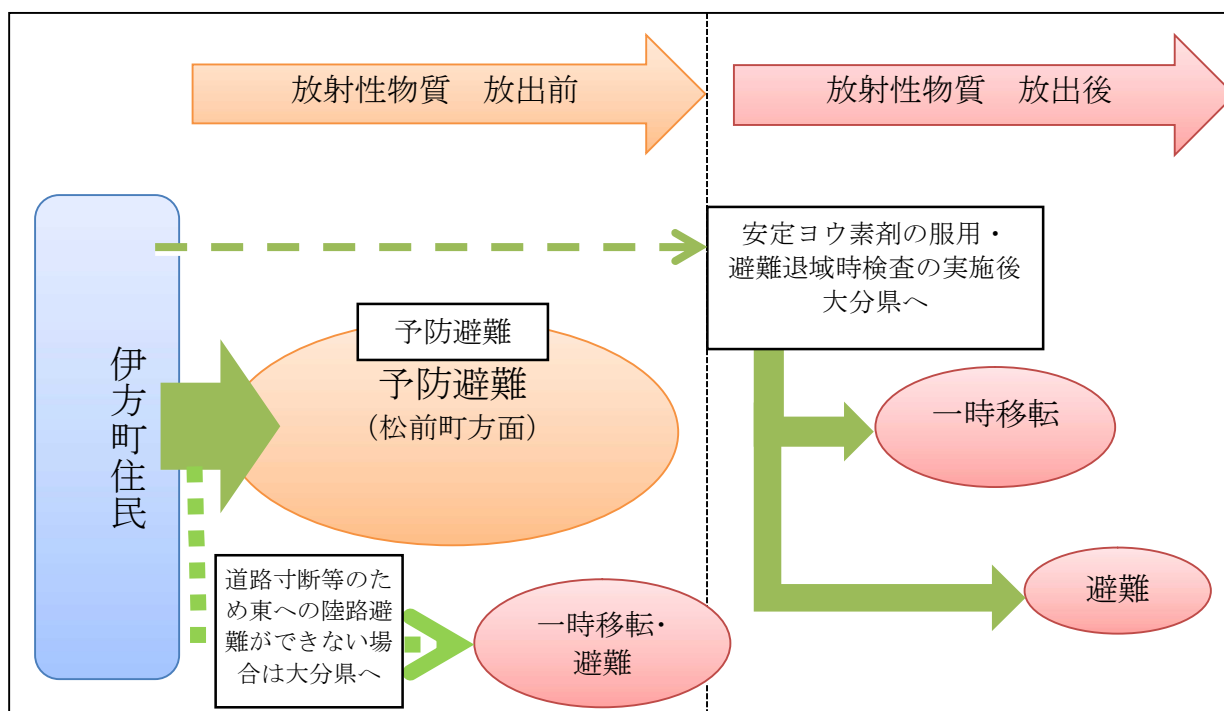 放射性物質　放出前
放射性物質　放出後
伊方町住民
安定ヨウ素剤の服用・
避難退域時検査の実施後
大分県へ
予防避難
予防避難
（松前町方面）
一時移転
道路寸断等のた
め東への陸路避
難ができない場
合は大分県へ
一時移転・
避難
避難